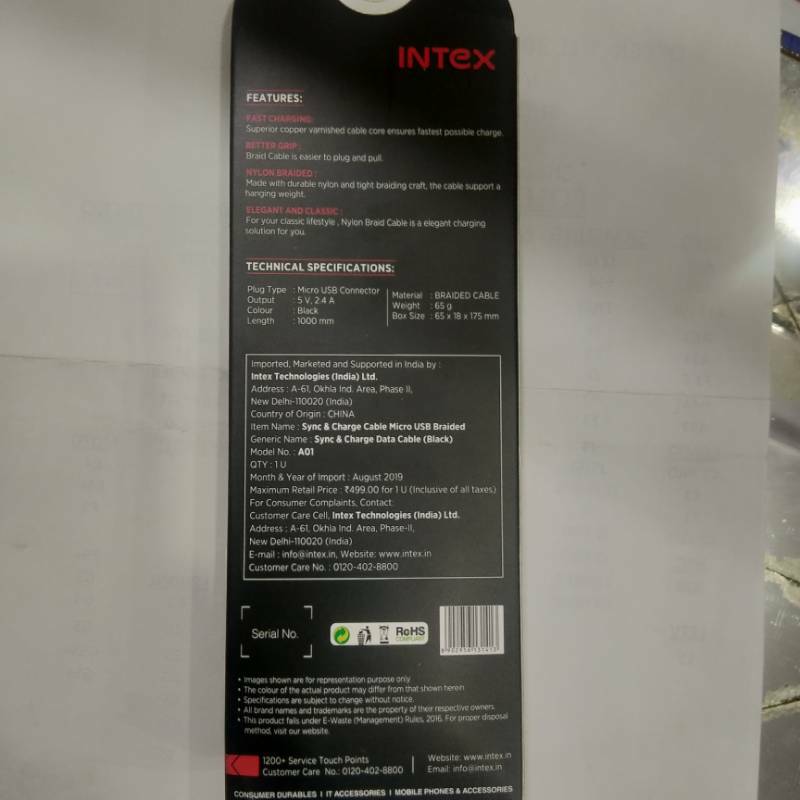 INTEX
FEATURES:
FAST CHARGING:
Superior copper varnished cable core ensures fastest possible charge.
BETTER GRIP :
Braid Cable is easier to plug and pull.
NYLON BRAIDED :
Made with durable nylon and tight braiding craft, the cable support a
hanging weight.
ELEGANT AND CLASSIC :
For your classic lifestyle , Nylon Braid Cable is a elegant charging
solution for you.
TECHNICAL SPECIFICATIONS:
Plug Type : Micro USB Connector
Output : 5 V, 2.4 A
Colour : Black
Length : 1000 mm
Material : BRAIDED CABLE
Weight : 65 g
Box Size : 65 x 18 x 175 mm
Imported, Marketed and Supported in India by :
Intex Technologies (India) Ltd.
Address : A-61, Okhla Ind. Area, Phase II,
New Delhi-110020 (India)
Country of Origin : CHINA
Item Name : Sync & Charge Cable Micro USB Braided
Generic Name : Sync & Charge Data Cable (Black)
Model No. : A01
QTY : 1 U
Month & Year of Import : August 2019
Maximum Retail Price : ₹499.00 for 1 U (Inclusive of all taxes)
For Consumer Complaints, Contact:
Customer Care Cell, Intex Technologies (India) Ltd.
Address : A-61, Okhla Ind. Area, Phase-II,
New Delhi-110020 (India)
E-mail : info@intex.in, Website: www.intex.in
Customer Care No. : 0120-402-8800
Serial No.
RoHS
COMPLIANT
• Images shown are for representation purpose only
• The colour of the actual product may differ from that shown herein
• Specifications are subject to change without notice.
• All brand names and trademarks are the property of their respective owners.
• This product falls under E-Waste (Management) Rules, 2016. For proper disposal
method, visit our website.
1200+ Service Touch Points
Customer Care No.: 0120-402-8800
Website: www.intex.in
Email: info@intex.in
CONSUMER DURABLES I IT ACCESSORIES I MOBILE PHONES & ACCESSORIES